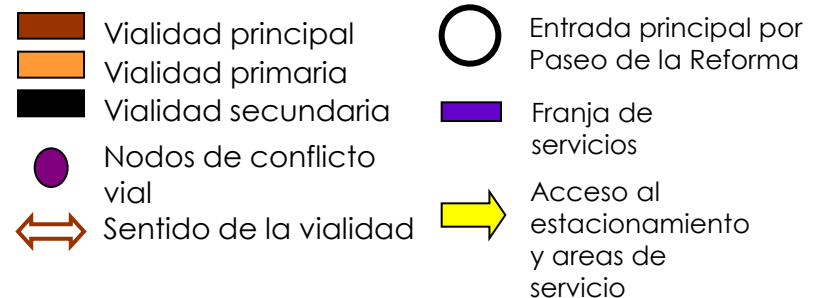 Vialidad principal
Vialidad primaria
Vialidad secundaria
Nodos de conflicto
vial
Sentido de la vialidad
Entrada principal por
Paseo de la Reforma
Franja de
servicios
Acceso al
estacionamiento
y areas de
servicio